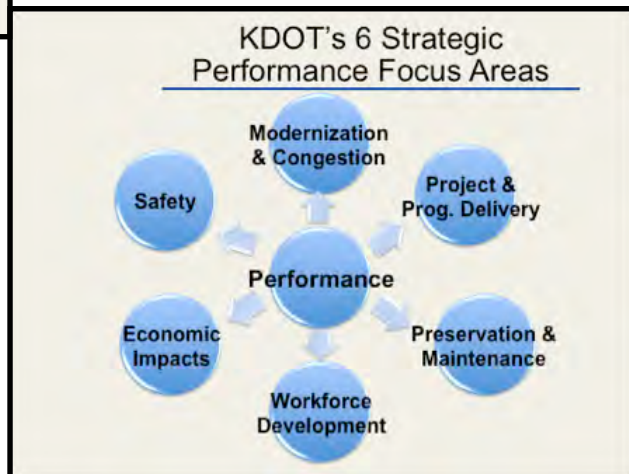 KDOT's 6 Strategic
Performance Focus Areas
Modernization
& Congestion
Safety
Project &
Prog. Delivery
Performance
Economic
Impacts
Preservation &
Maintenance
Workforce
Development